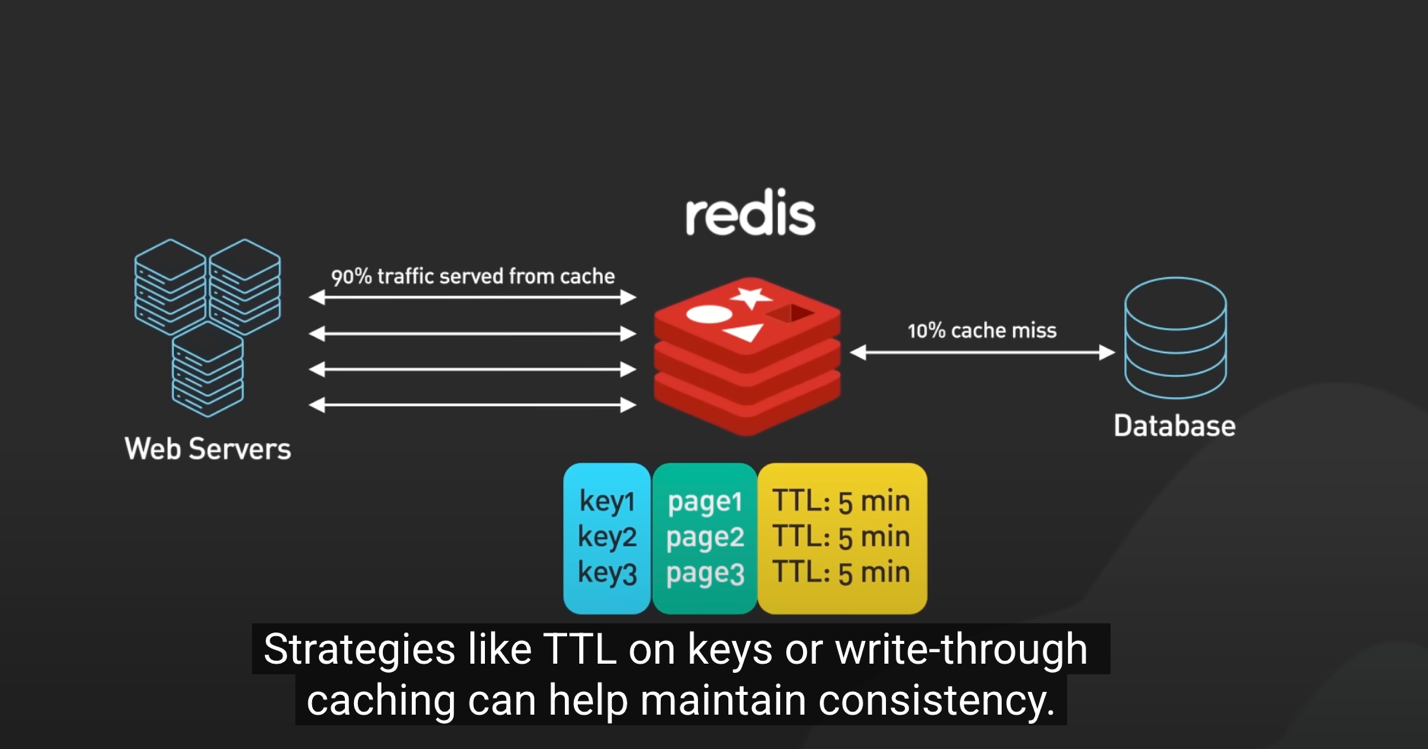 redis
90% traffic served from cache
10% cache miss
Web Servers
Database
key1 page1 TTL: 5 min
key2 page2 TTL: 5 min
key3 page3 TTL: 5 min
Strategies like TTL on keys or write-through
caching can help maintain consistency.